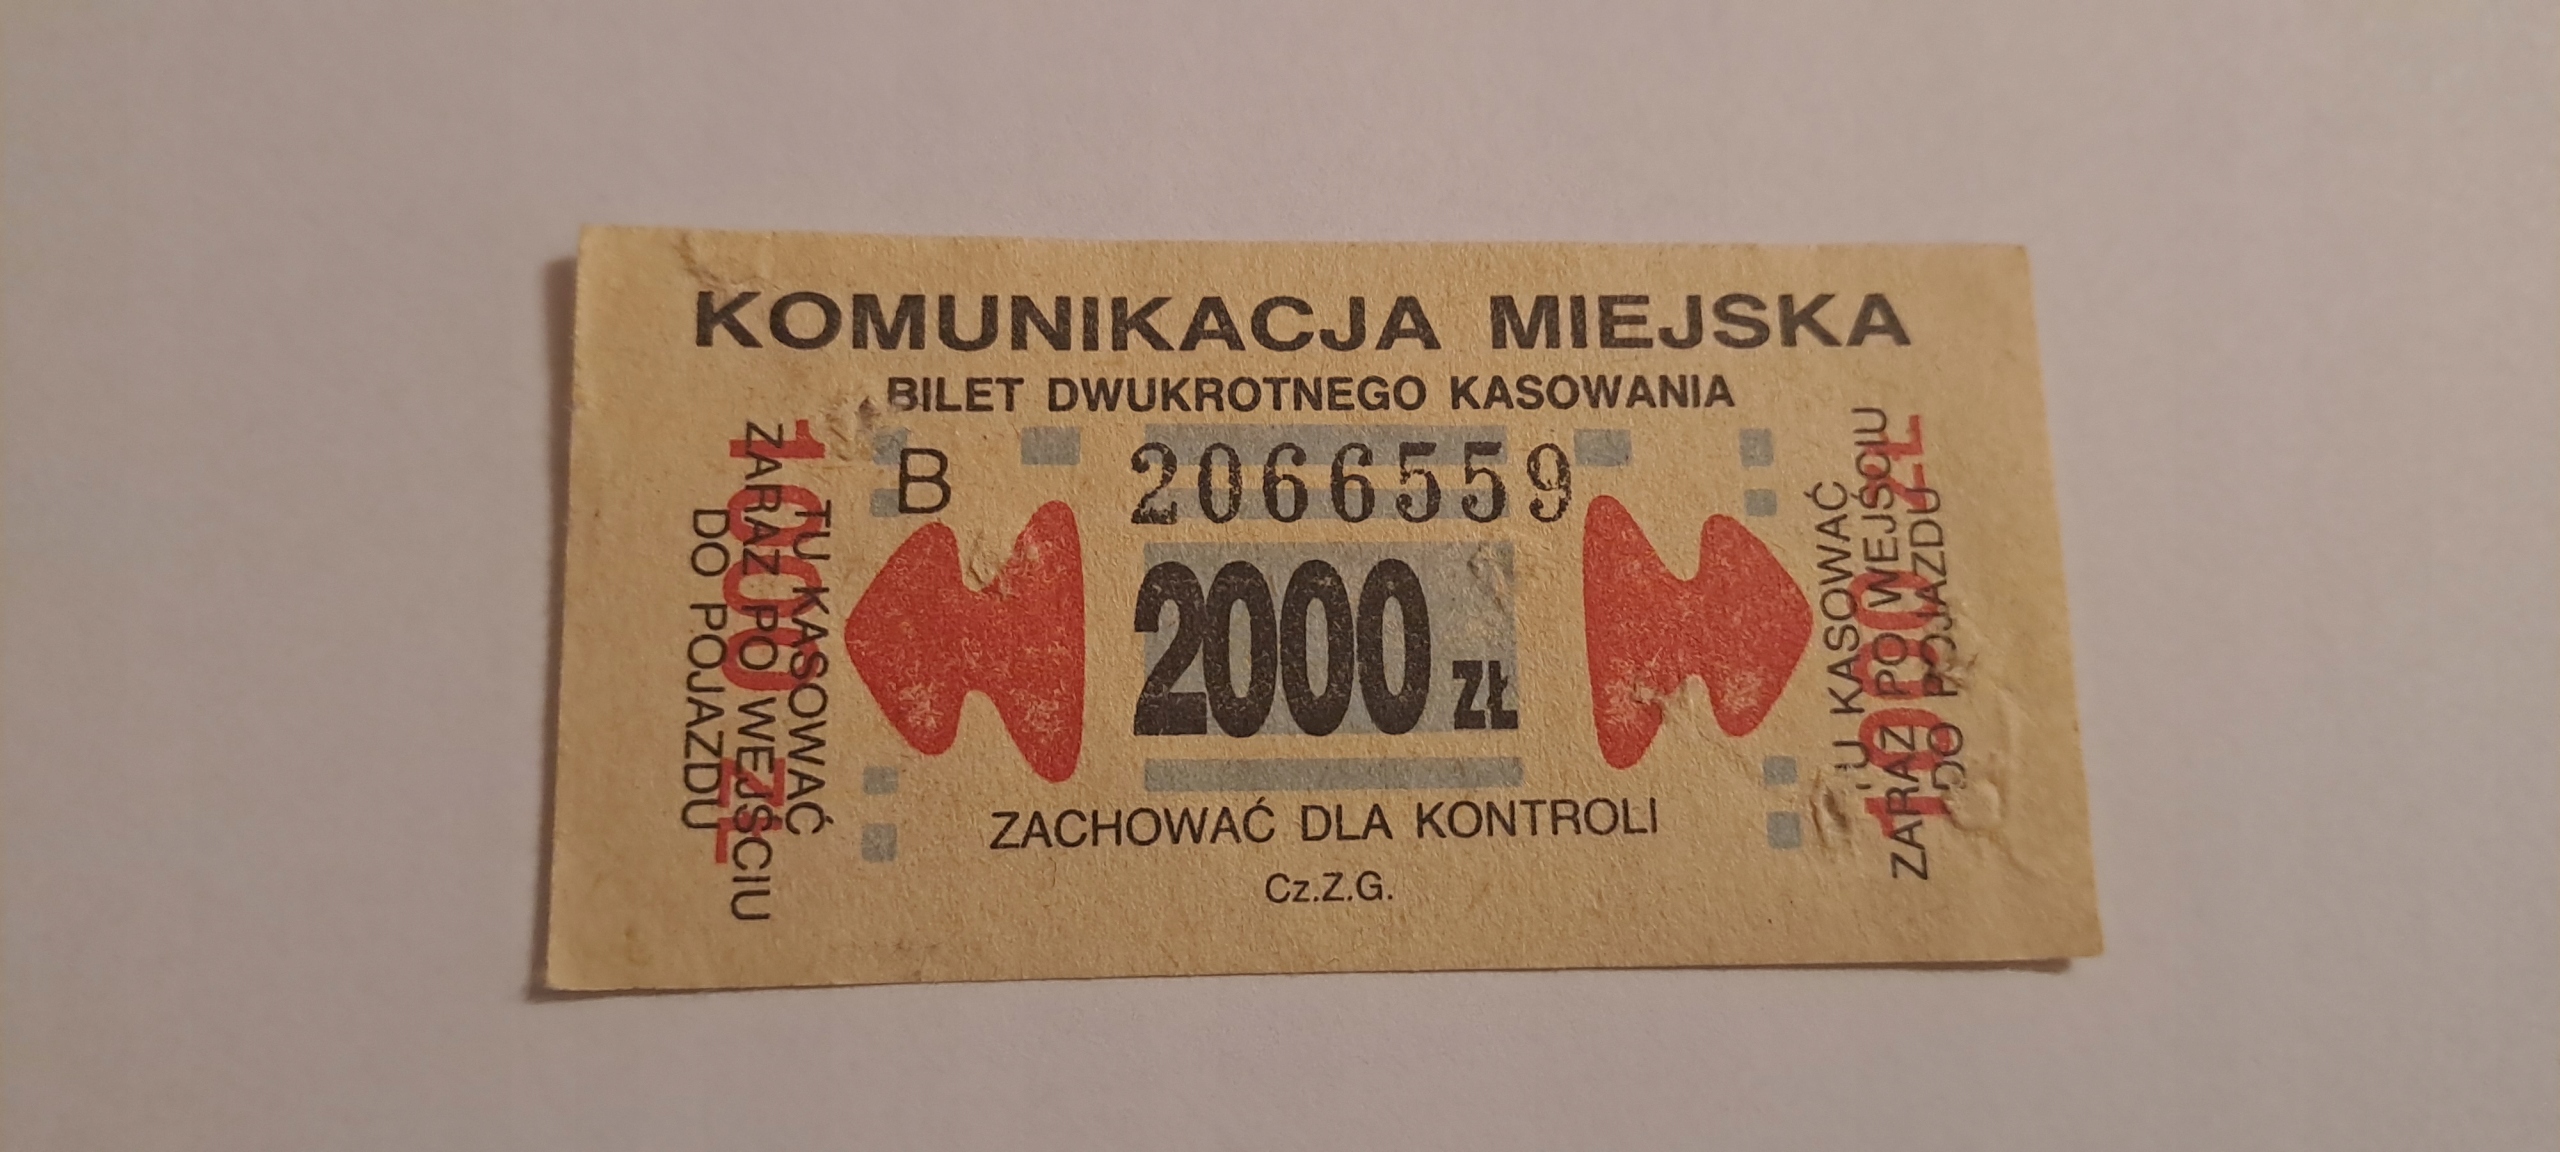 KOMUNIKACJA MIEJSKA
BILET DWUKROTNEGO KASOWANIA
B 2066559
2000 ZŁ
ZACHOWAĆ DLA KONTROLI
Cz.Z.G.
TU KASOWAĆ
ZARAZ PO WEJŚCIU
DO POJAZDU
1000 ZŁ
TU KASOWAĆ
ZARAZ PO WEJŚCIU
DO POJAZDU
1000 ZŁ